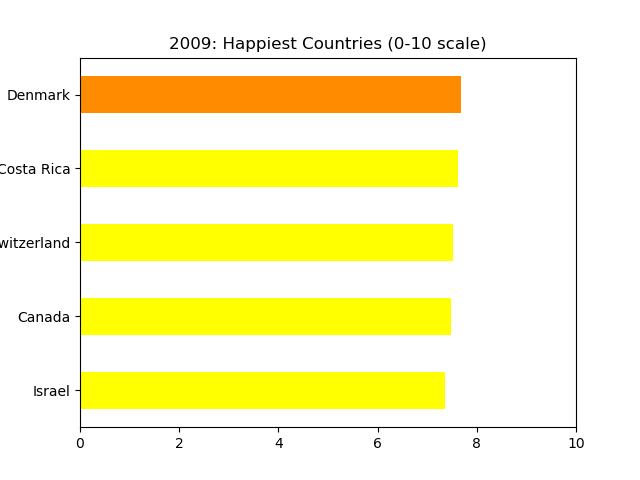 2009: Happiest Countries (0-10 scale)
Denmark
Costa Rica
witzerland
Canada
Israel
0 2 4 6 8 10